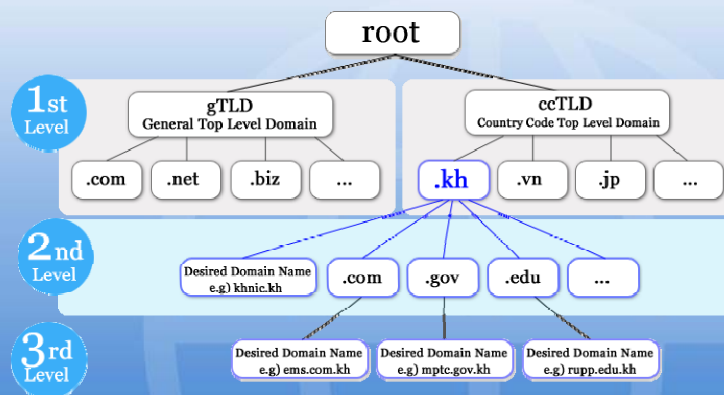 root
1st
Level
gTLD
General Top Level Domain
ccTLD
Country Code Top Level Domain
.com
.net
.biz
...
.kh
.vn
.jp
...
2nd
Level
Desired Domain Name
e.g) khnic.kh
.com
.gov
.edu
...
3rd
Level
Desired Domain Name
e.g) ems.com.kh
Desired Domain Name
e.g) mptc.gov.kh
Desired Domain Name
e.g) rupp.edu.kh